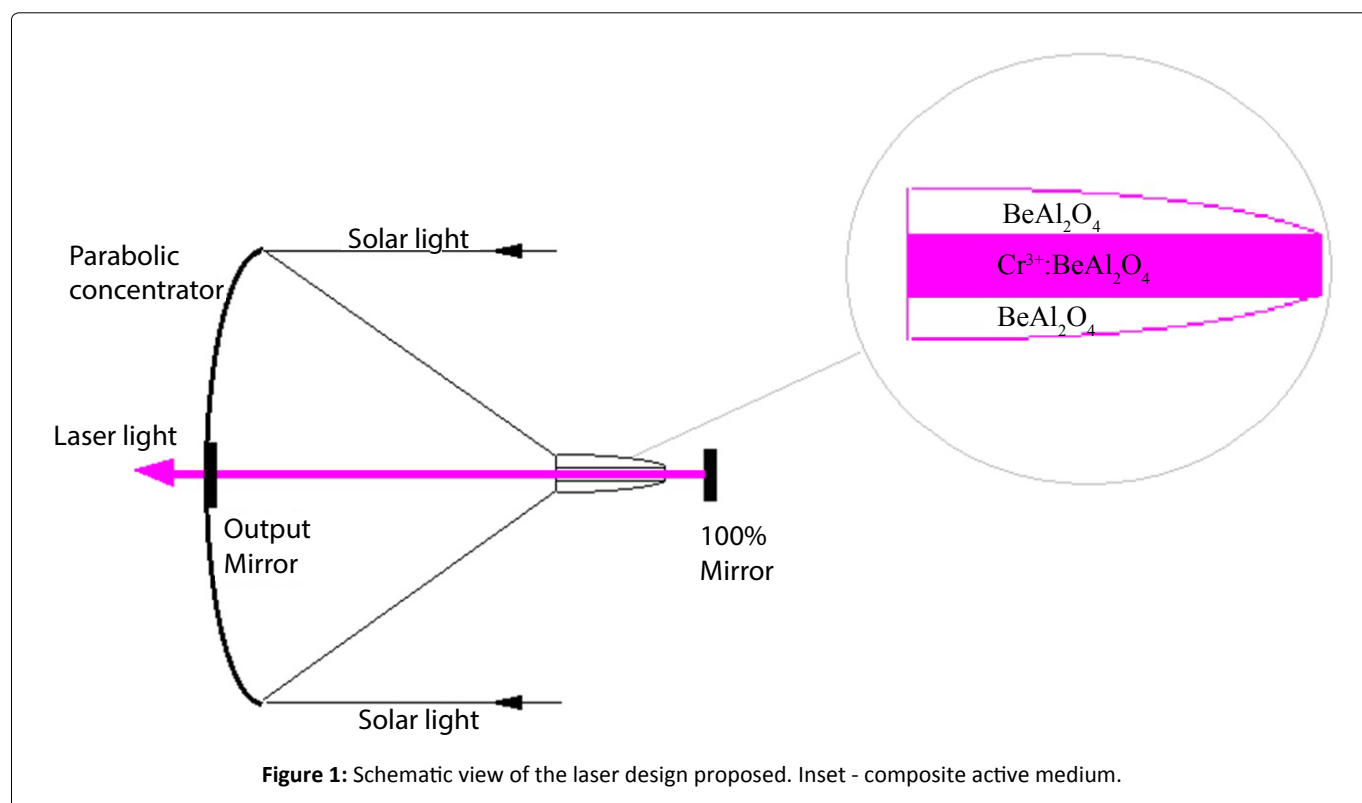 Solar light
Parabolic
concentrator
BeAl₂O₄
Cr³⁺:BeAl₂O₄
BeAl₂O₄
Laser light
Output
Mirror
100%
Mirror
Solar light
Figure 1: Schematic view of the laser design proposed. Inset - composite active medium.